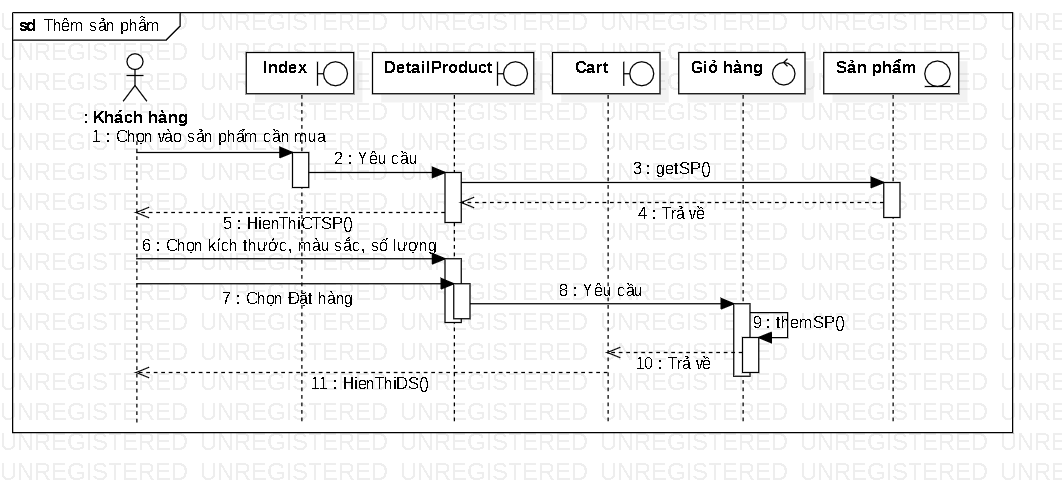 sd Thêm sản phẩm
Index
DetailProduct
Cart
Giỏ hàng
Sản phẩm
: Khách hàng
1 : Chọn vào sản phẩm cần mua
2 : Yêu cầu
3 : getSP()
4 : Trả về
5 : HienThiCTSP()
6 : Chọn kích thước, màu sắc, số lượng
7 : Chọn Đặt hàng
8 : Yêu cầu
9 : themSP()
10 : Trả về
11 : HienThiDS()
UNREGISTERED